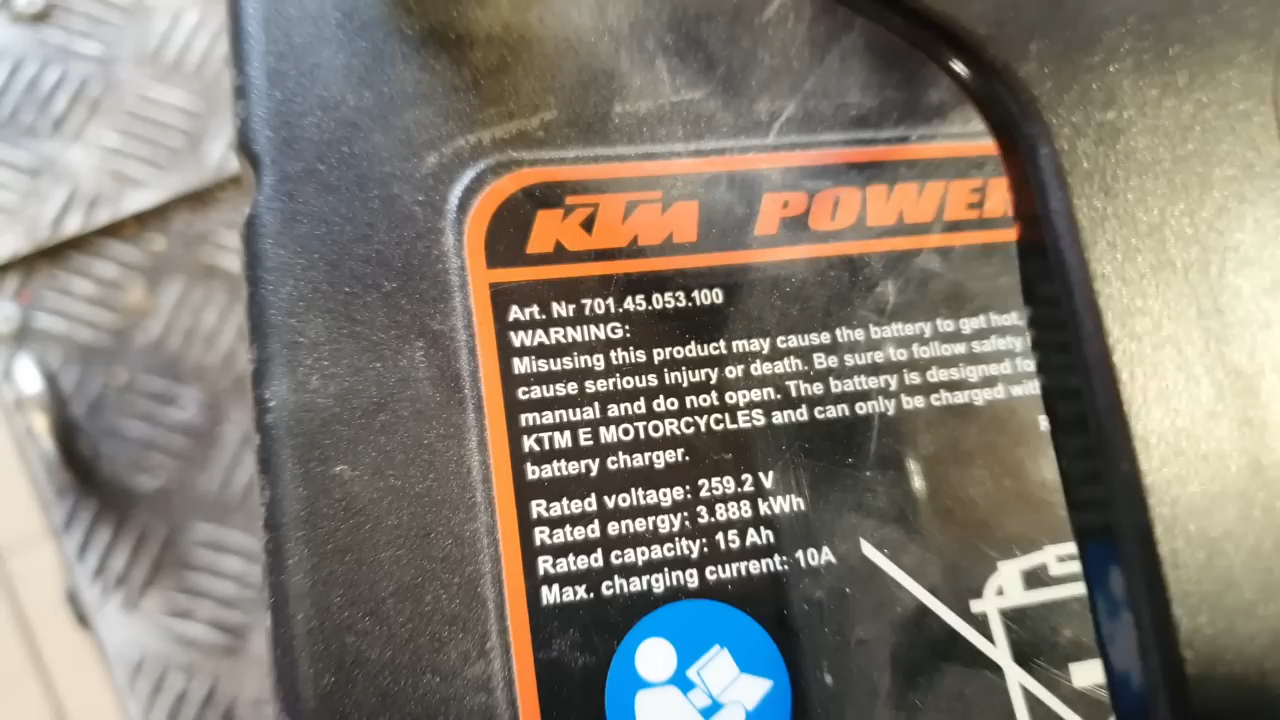 KTM POWER
Art. Nr 701.45.053.100
WARNING:
Misusing this product may cause the battery to get hot,
cause serious injury or death. Be sure to follow safety
manual and do not open. The battery is designed fo
KTM E MOTORCYCLES and can only be charged with
battery charger.
Rated voltage: 259.2 V
Rated energy: 3.888 kWh
Rated capacity: 15 Ah
Max. charging current: 10A